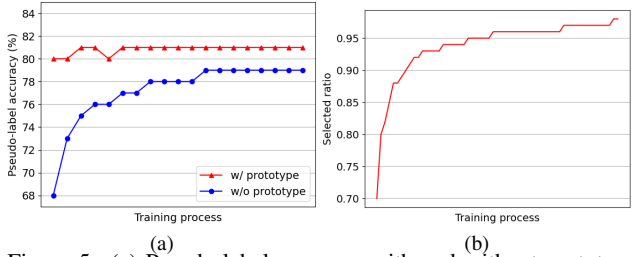 84
82
80
78
76
74
72
70
68
Pseudo-label accuracy (%)
w/ prototype
w/o prototype
Training process
(a)
0.95
0.90
0.85
0.80
0.75
0.70
Selected ratio
Training process
(b)